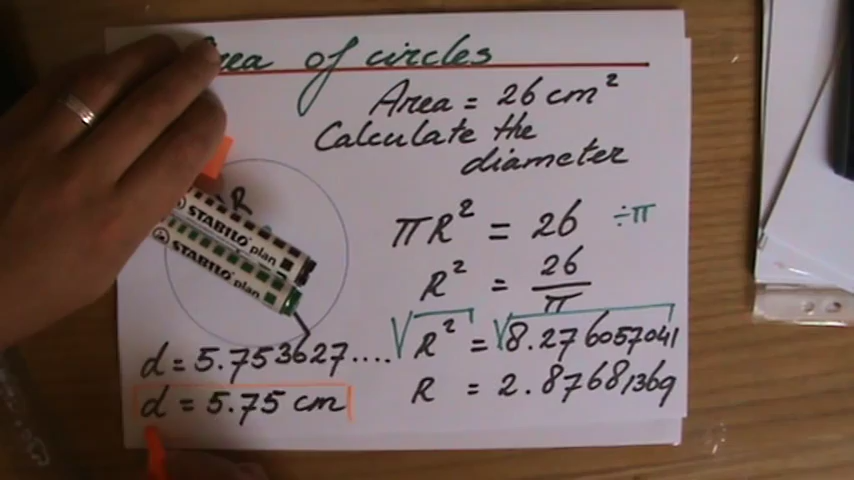 Area of circles
Area = 26 cm²
Calculate the
diameter
R
STABILO plan
STABILO plan
πR² = 26 ÷π
R² = 26/π
√R² = √8.276057041
R = 2.87681369
d = 5.753627....
d = 5.75 cm